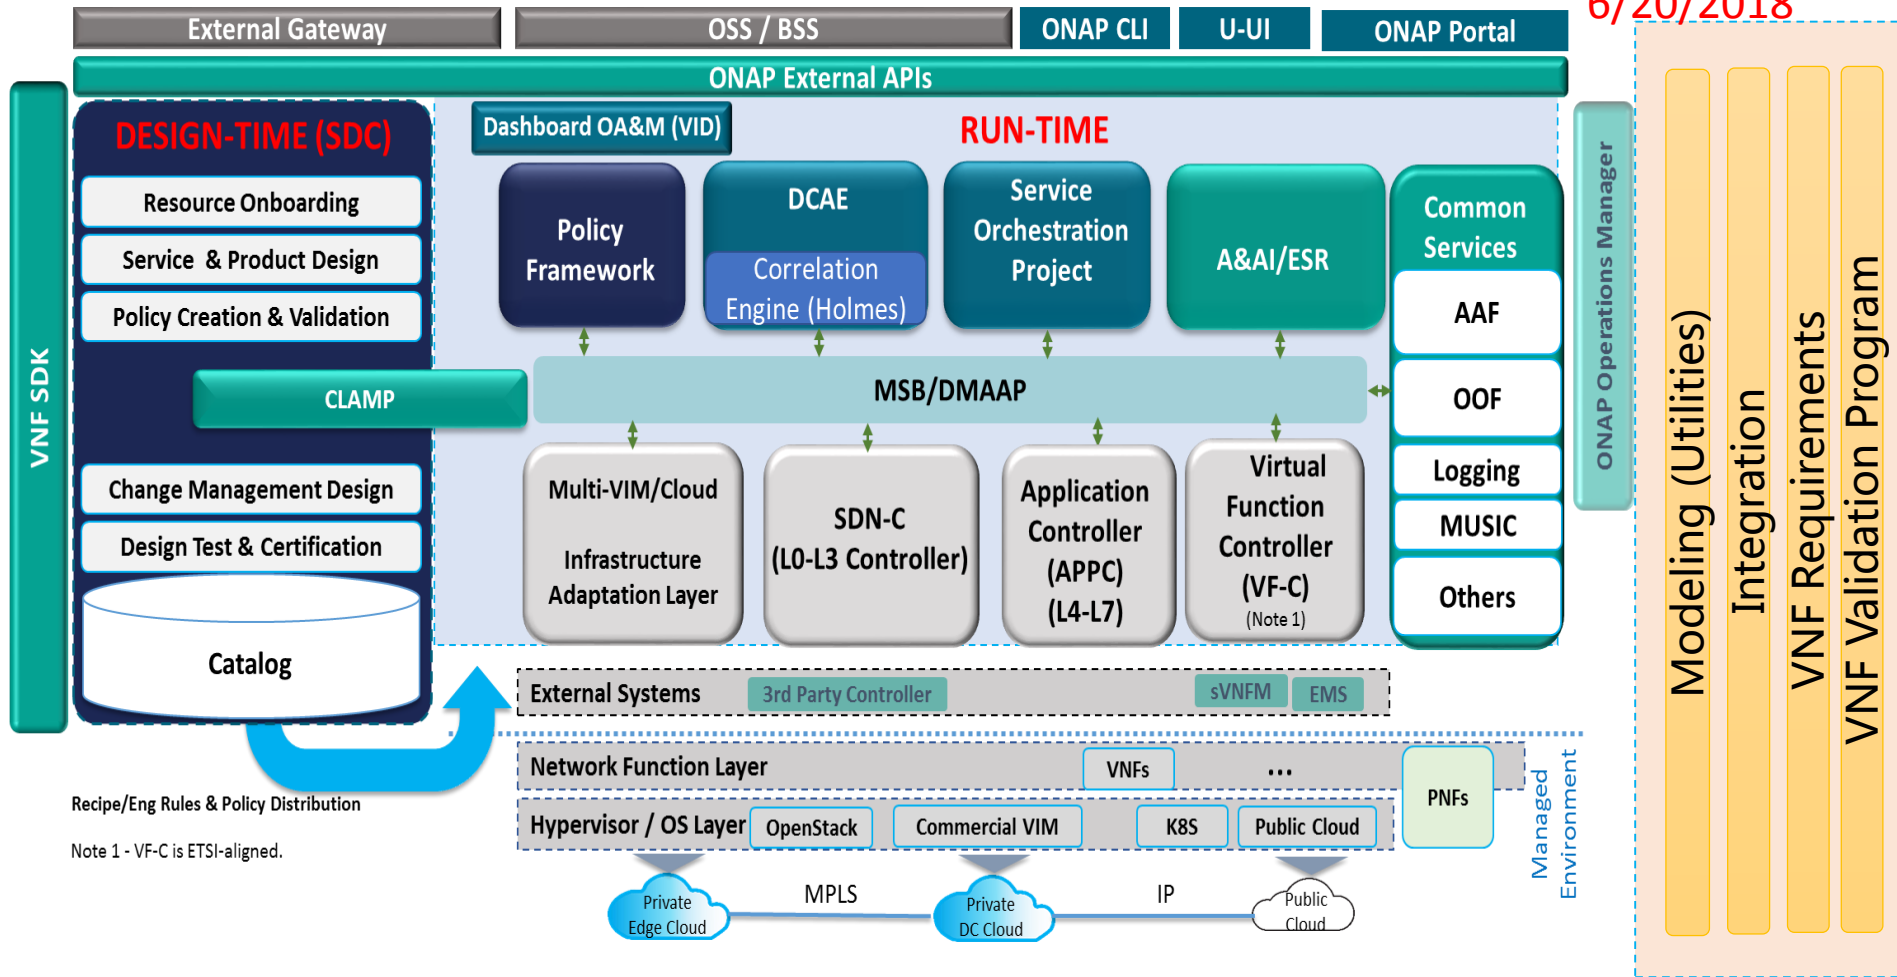 6/20/2018
External Gateway
OSS / BSS
ONAP CLI
U-UI
ONAP Portal
ONAP External APIs
VNF SDK
DESIGN-TIME (SDC)
Resource Onboarding
Service & Product Design
Policy Creation & Validation
CLAMP
Change Management Design
Design Test & Certification
Catalog
Dashboard OA&M (VID)
RUN-TIME
Policy
Framework
DCAE
Correlation
Engine (Holmes)
Service
Orchestration
Project
A&AI/ESR
Common
Services
AAF
OOF
Logging
MUSIC
Others
MSB/DMAAP
Multi-VIM/Cloud
Infrastructure
Adaptation Layer
SDN-C
(L0-L3 Controller)
Application
Controller
(APPC)
(L4-L7)
Virtual
Function
Controller
(VF-C)
(Note 1)
ONAP Operations Manager
Modeling (Utilities)
Integration
VNF Requirements
VNF Validation Program
External Systems
3rd Party Controller
sVNFM
EMS
Network Function Layer
VNFs
...
PNFs
Hypervisor / OS Layer
OpenStack
Commercial VIM
K8S
Public Cloud
Managed
Environment
Recipe/Eng Rules & Policy Distribution
Note 1 - VF-C is ETSI-aligned.
Private
Edge Cloud
MPLS
Private
DC Cloud
IP
Public
Cloud